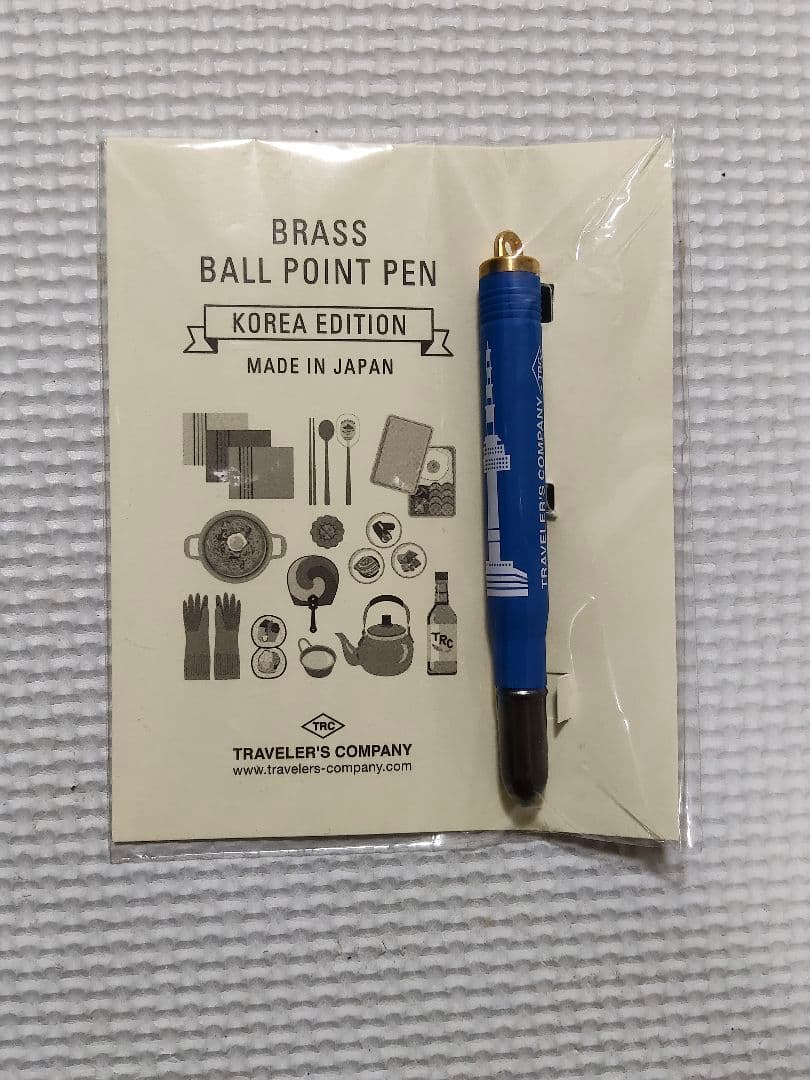 BRASS
BALL POINT PEN
KOREA EDITION
MADE IN JAPAN
TRC
TRC
TRAVELER'S COMPANY
www.travelers-company.com
TRAVELER'S COMPANY
TRC